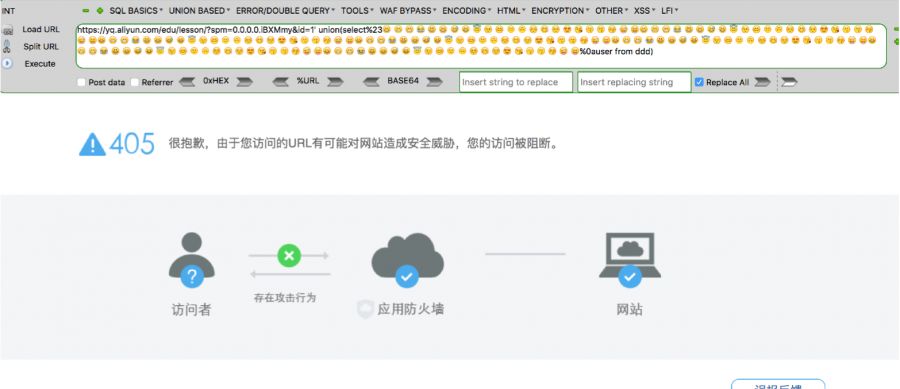 INT SQL BASICS UNION BASED ERROR/DOUBLE QUERY TOOLS WAF BYPASS ENCODING HTML ENCRYPTION OTHER XSS LFI
Load URL https://yq.aliyun.com/edu/lesson/?spm=0.0.0.0.iBXMmy&id=1' union(select%23
Split URL
Execute %0auser from ddd)
Post data Referrer 0xHEX %URL BASE64 Insert string to replace Insert replacing string Replace All
405 很抱歉，由于您访问的URL有可能对网站造成安全威胁，您的访问被阻断。
存在攻击行为
访问者 应用防火墙 网站
误报反馈